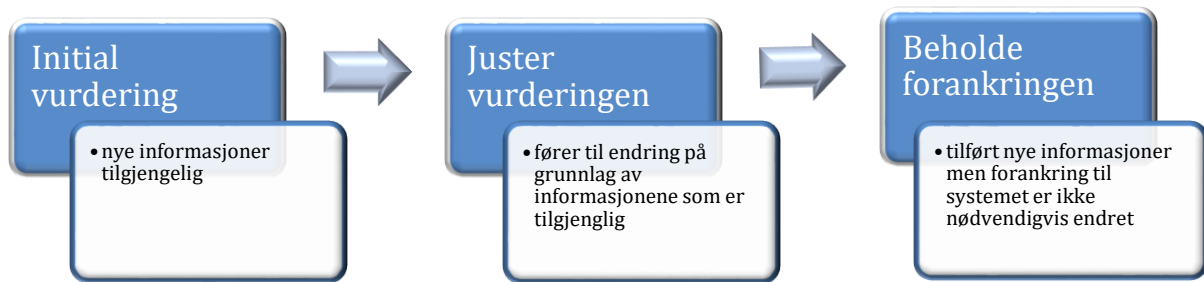 Initial
vurdering
• nye informasjoner
tilgjengelig
Juster
vurderingen
• fører til endring på
grunnlag av
informasjonene som er
tilgjenglig
Beholde
forankringen
• tilført nye informasjoner
men forankring til
systemet er ikke
nødvendigvis endret